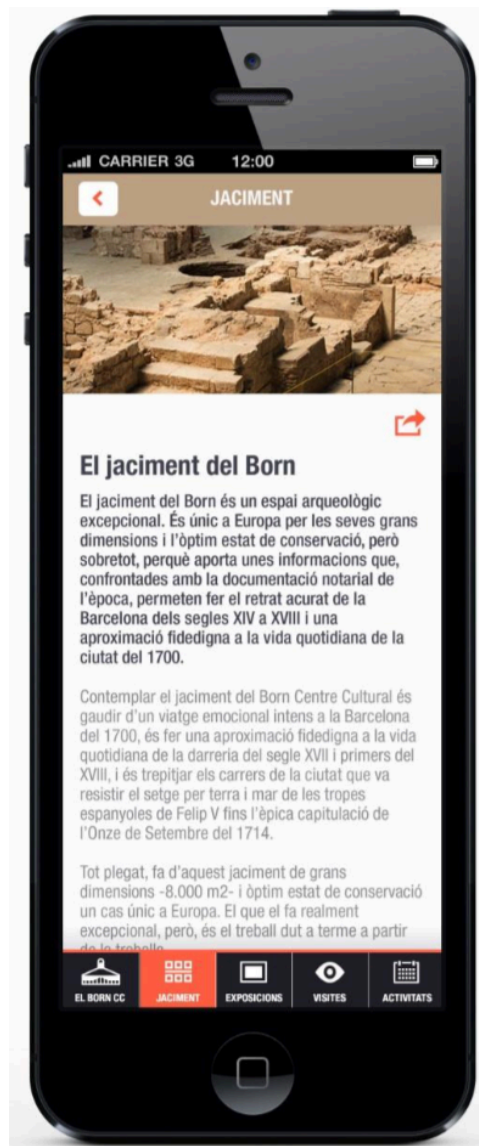 CARRIER 3G 12:00
JACIMENT
El jaciment del Born
El jaciment del Born és un espai arqueològic
excepcional. És únic a Europa per les seves grans
dimensions i l'òptim estat de conservació, però
sobretot, perquè aporta unes informacions que,
confrontades amb la documentació notarial de
l'època, permeten fer el retrat acurat de la
Barcelona dels segles XIV a XVIII i una
aproximació fidedigna a la vida quotidiana de la
ciutat del 1700.
Contemplar el jaciment del Born Centre Cultural és
gaudir d'un viatge emocional intens a la Barcelona
del 1700, és fer una aproximació fidedigna a la vida
quotidiana de la darreria del segle XVII i primers del
XVIII, i és trepitjar els carrers de la ciutat que va
resistir el setge per terra i mar de les tropes
espanyoles de Felip V fins l'èpica capitulació de
l'Onze de Setembre del 1714.
Tot plegat, fa d'aquest jaciment de grans
dimensions -8.000 m2- i òptim estat de conservació
un cas únic a Europa. El que el fa realment
excepcional, però, és el treball dut a terme a partir
de la troballa
EL BORN CC JACIMENT EXPOSICIONS VISITES ACTIVITATS